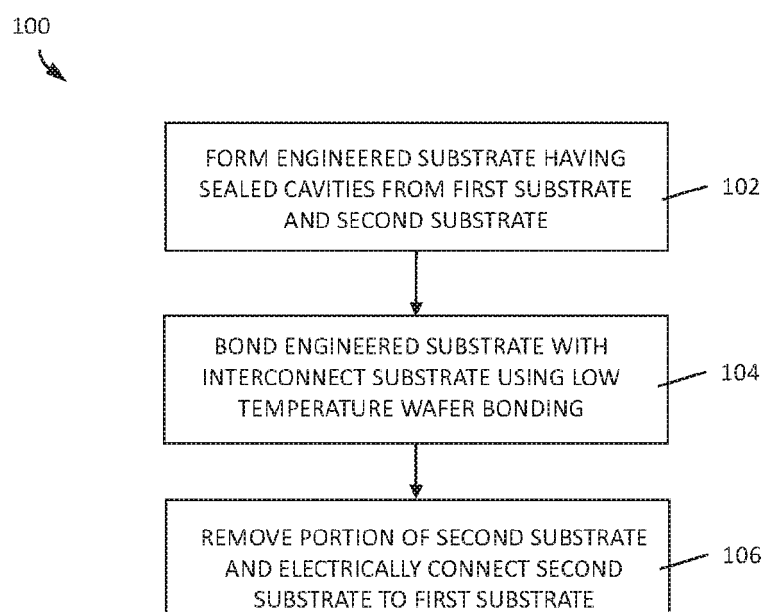 100
FORM ENGINEERED SUBSTRATE HAVING
SEALED CAVITIES FROM FIRST SUBSTRATE
AND SECOND SUBSTRATE
102
BOND ENGINEERED SUBSTRATE WITH
INTERCONNECT SUBSTRATE USING LOW
TEMPERATURE WAFER BONDING
104
REMOVE PORTION OF SECOND SUBSTRATE
AND ELECTRICALLY CONNECT SECOND
SUBSTRATE TO FIRST SUBSTRATE
106